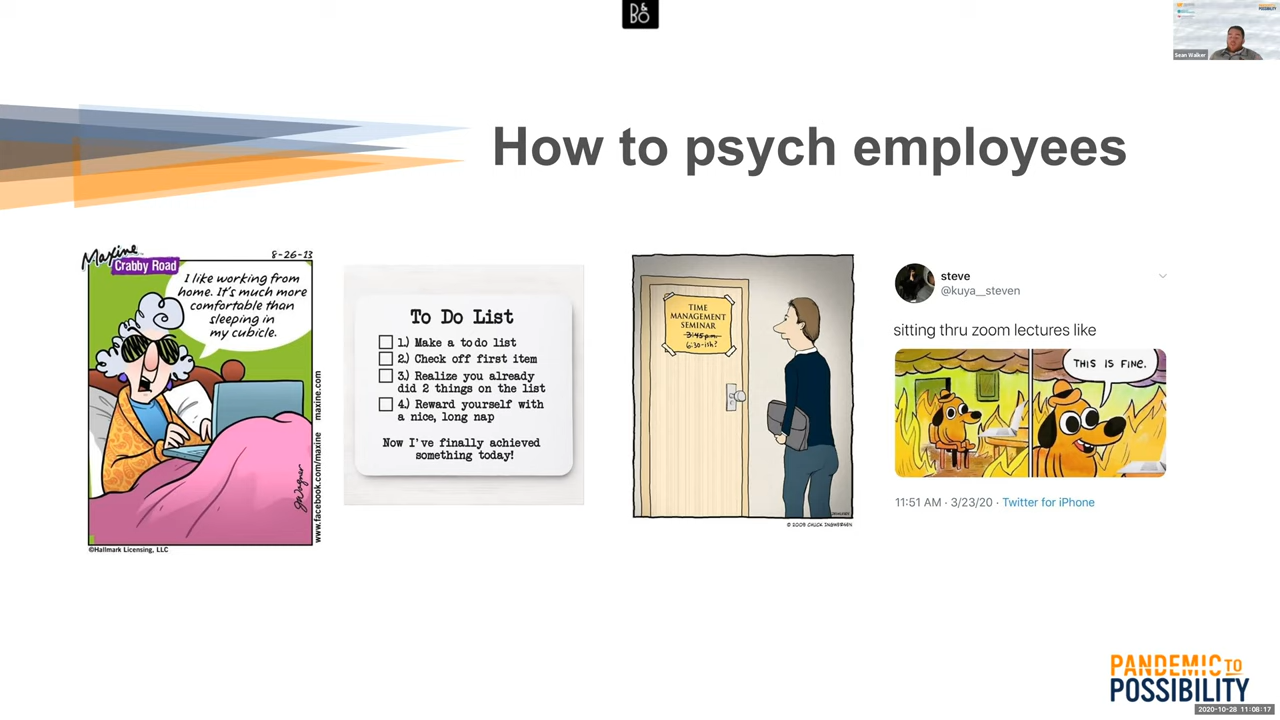 B&O
POSSIBILITY
Sean Walker
How to psych employees
Maxine
Crabby Road
8-26-13
I like working from
home. It's much more
comfortable than
sleeping in
my cubicle.
www.facebook.com/maxine maxine.com
©Hallmark Licensing, LLC
To Do List
1.) Make a to do list
2.) Check off first item
3.) Realize you already
did 2 things on the list
4.) Reward yourself with
a nice, long nap
Now I've finally achieved
something today!
TIME
MANAGEMENT
SEMINAR
3:45pm
6:30-ish?
steve
@kuya__steven
sitting thru zoom lectures like
THIS IS FINE.
11:51 AM · 3/23/20 · Twitter for iPhone
PANDEMIC TO
POSSIBILITY
2020-10-28 11:08:17